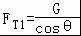 F_T1 = G / cosθ